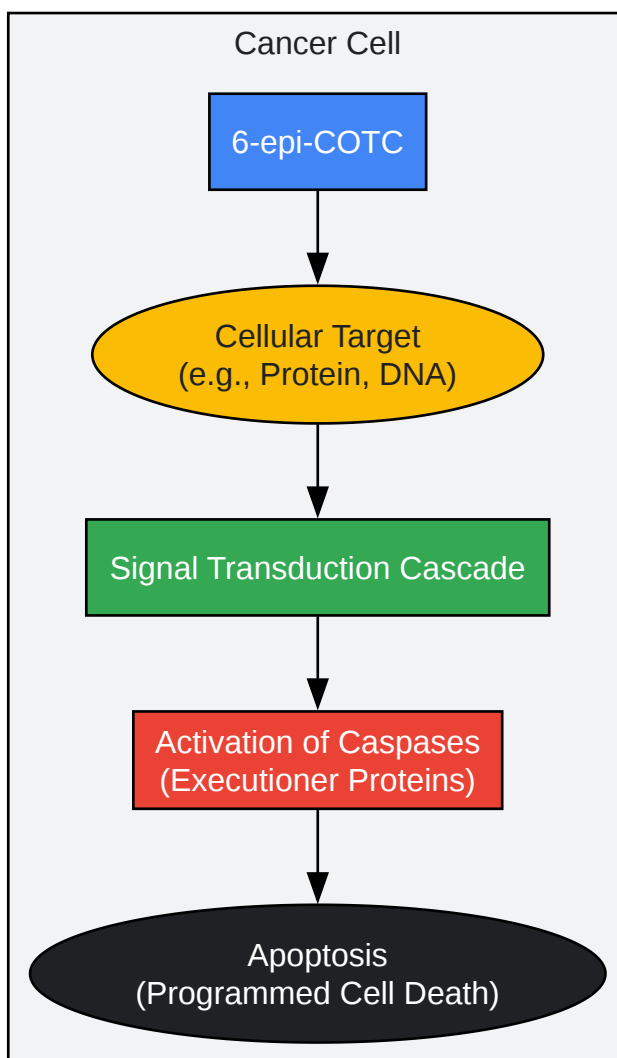 Cancer Cell
6-epi-COTC
Cellular Target
(e.g., Protein, DNA)
Signal Transduction Cascade
Activation of Caspases
(Executioner Proteins)
Apoptosis
(Programmed Cell Death)